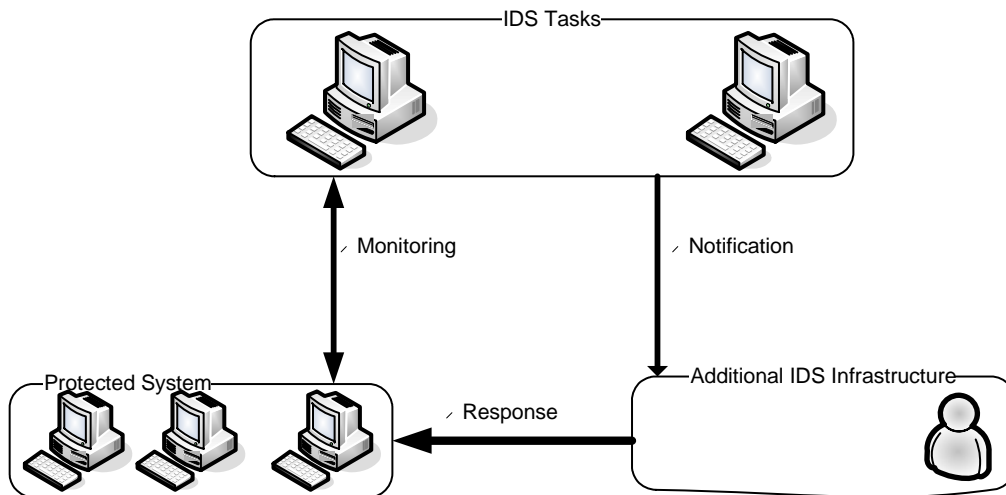 IDS Tasks
Monitoring
Notification
Protected System
Additional IDS Infrastructure
Response